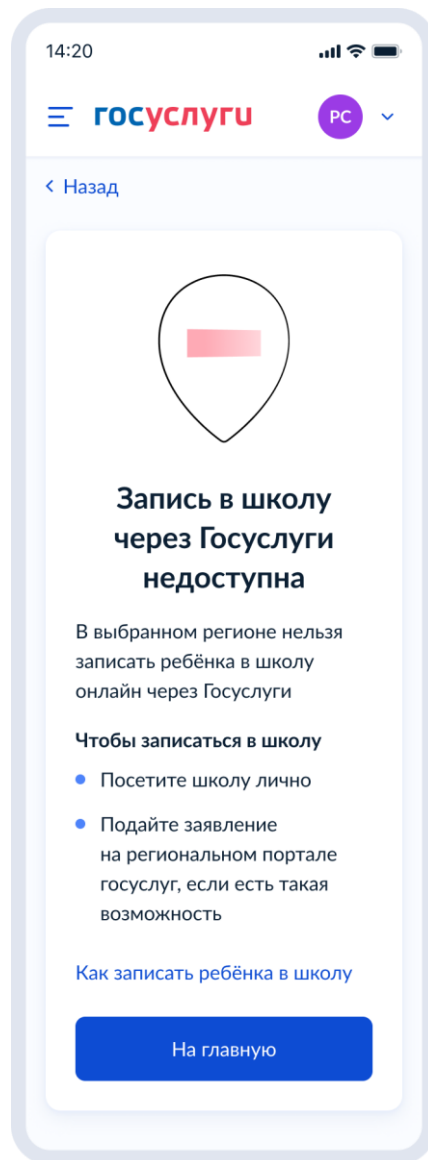 14:20
госуслуги
РС
Назад
Запись в школу
через Госуслуги
недоступна
В выбранном регионе нельзя
записать ребёнка в школу
онлайн через Госуслуги
Чтобы записаться в школу
Посетите школу лично
Подайте заявление
на региональном портале
госуслуг, если есть такая
возможность
Как записать ребёнка в школу
На главную